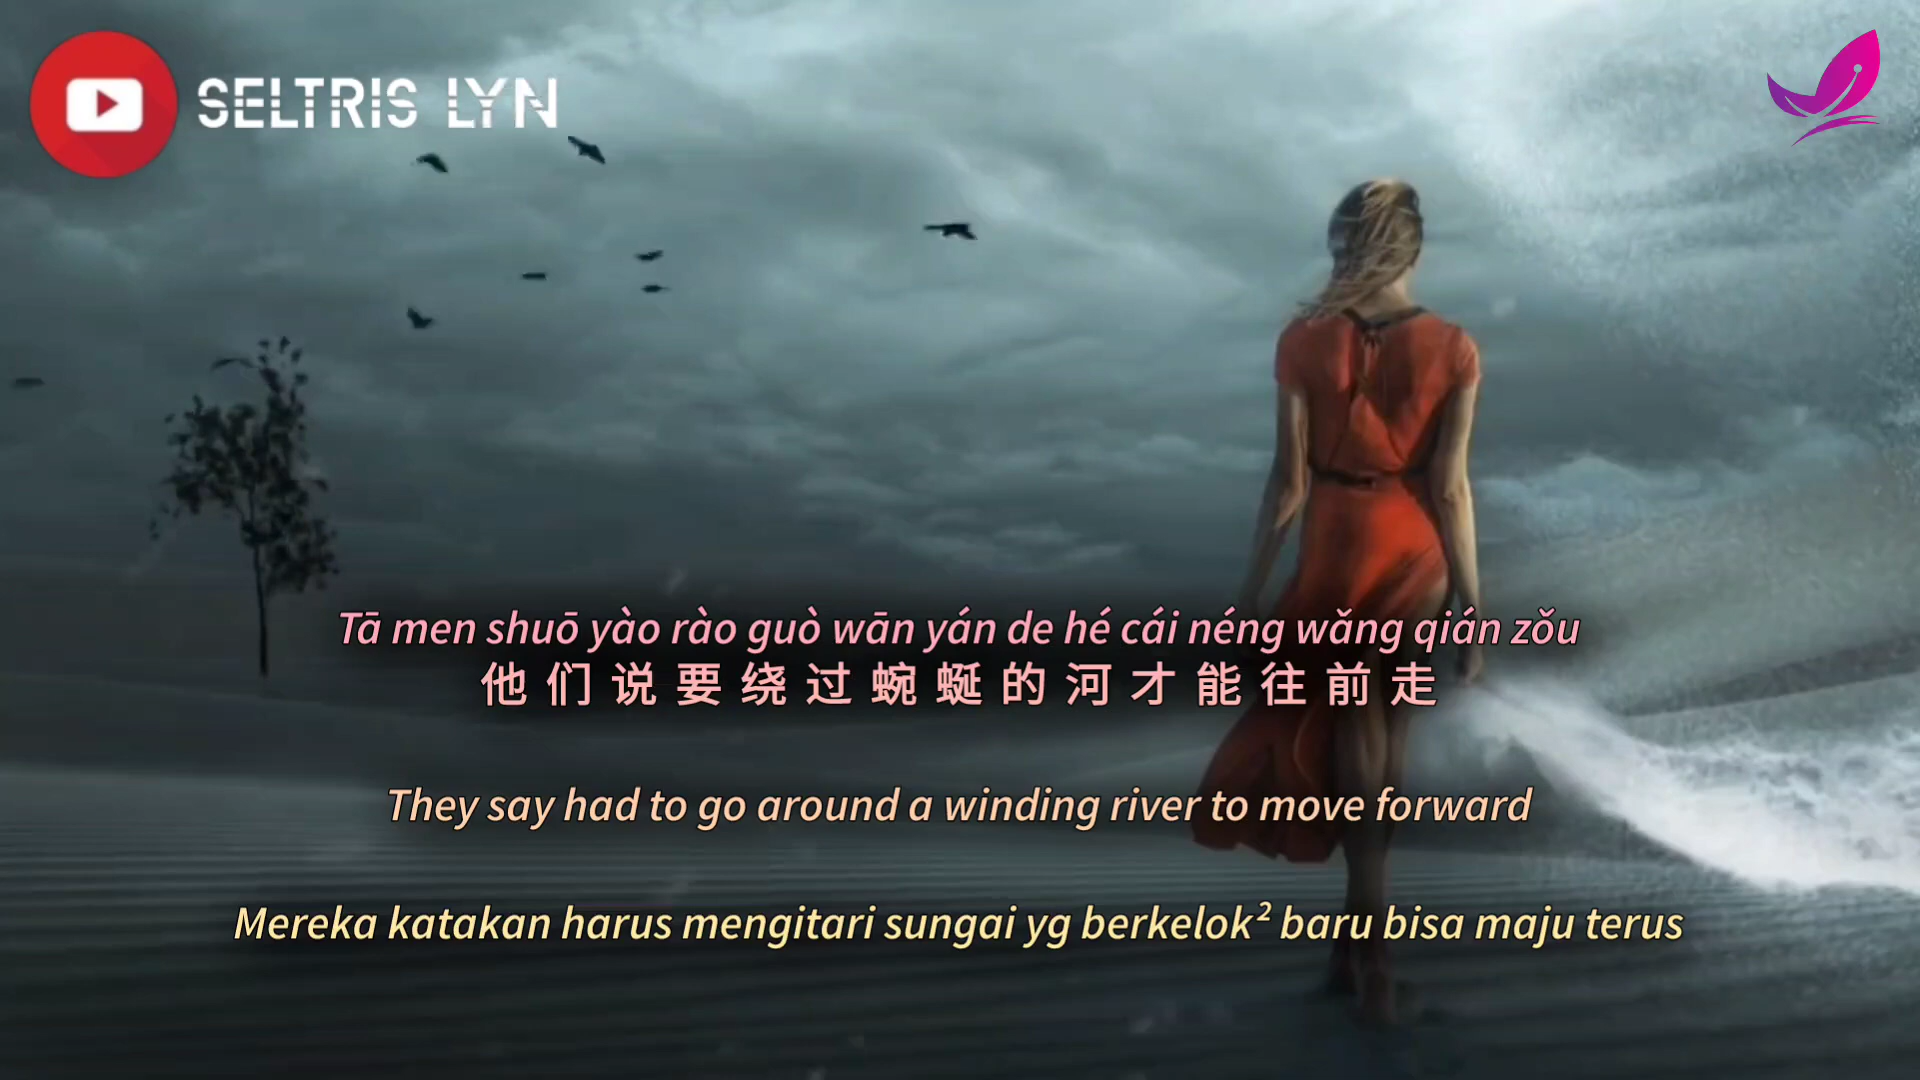 SELTRIS LYN
Tā men shuō yào rào guò wān yán de hé cái néng wǎng qián zǒu
他们说要绕过蜿蜒的河才能往前走
They say had to go around a winding river to move forward
Mereka katakan harus mengitari sungai yg berkelok² baru bisa maju terus